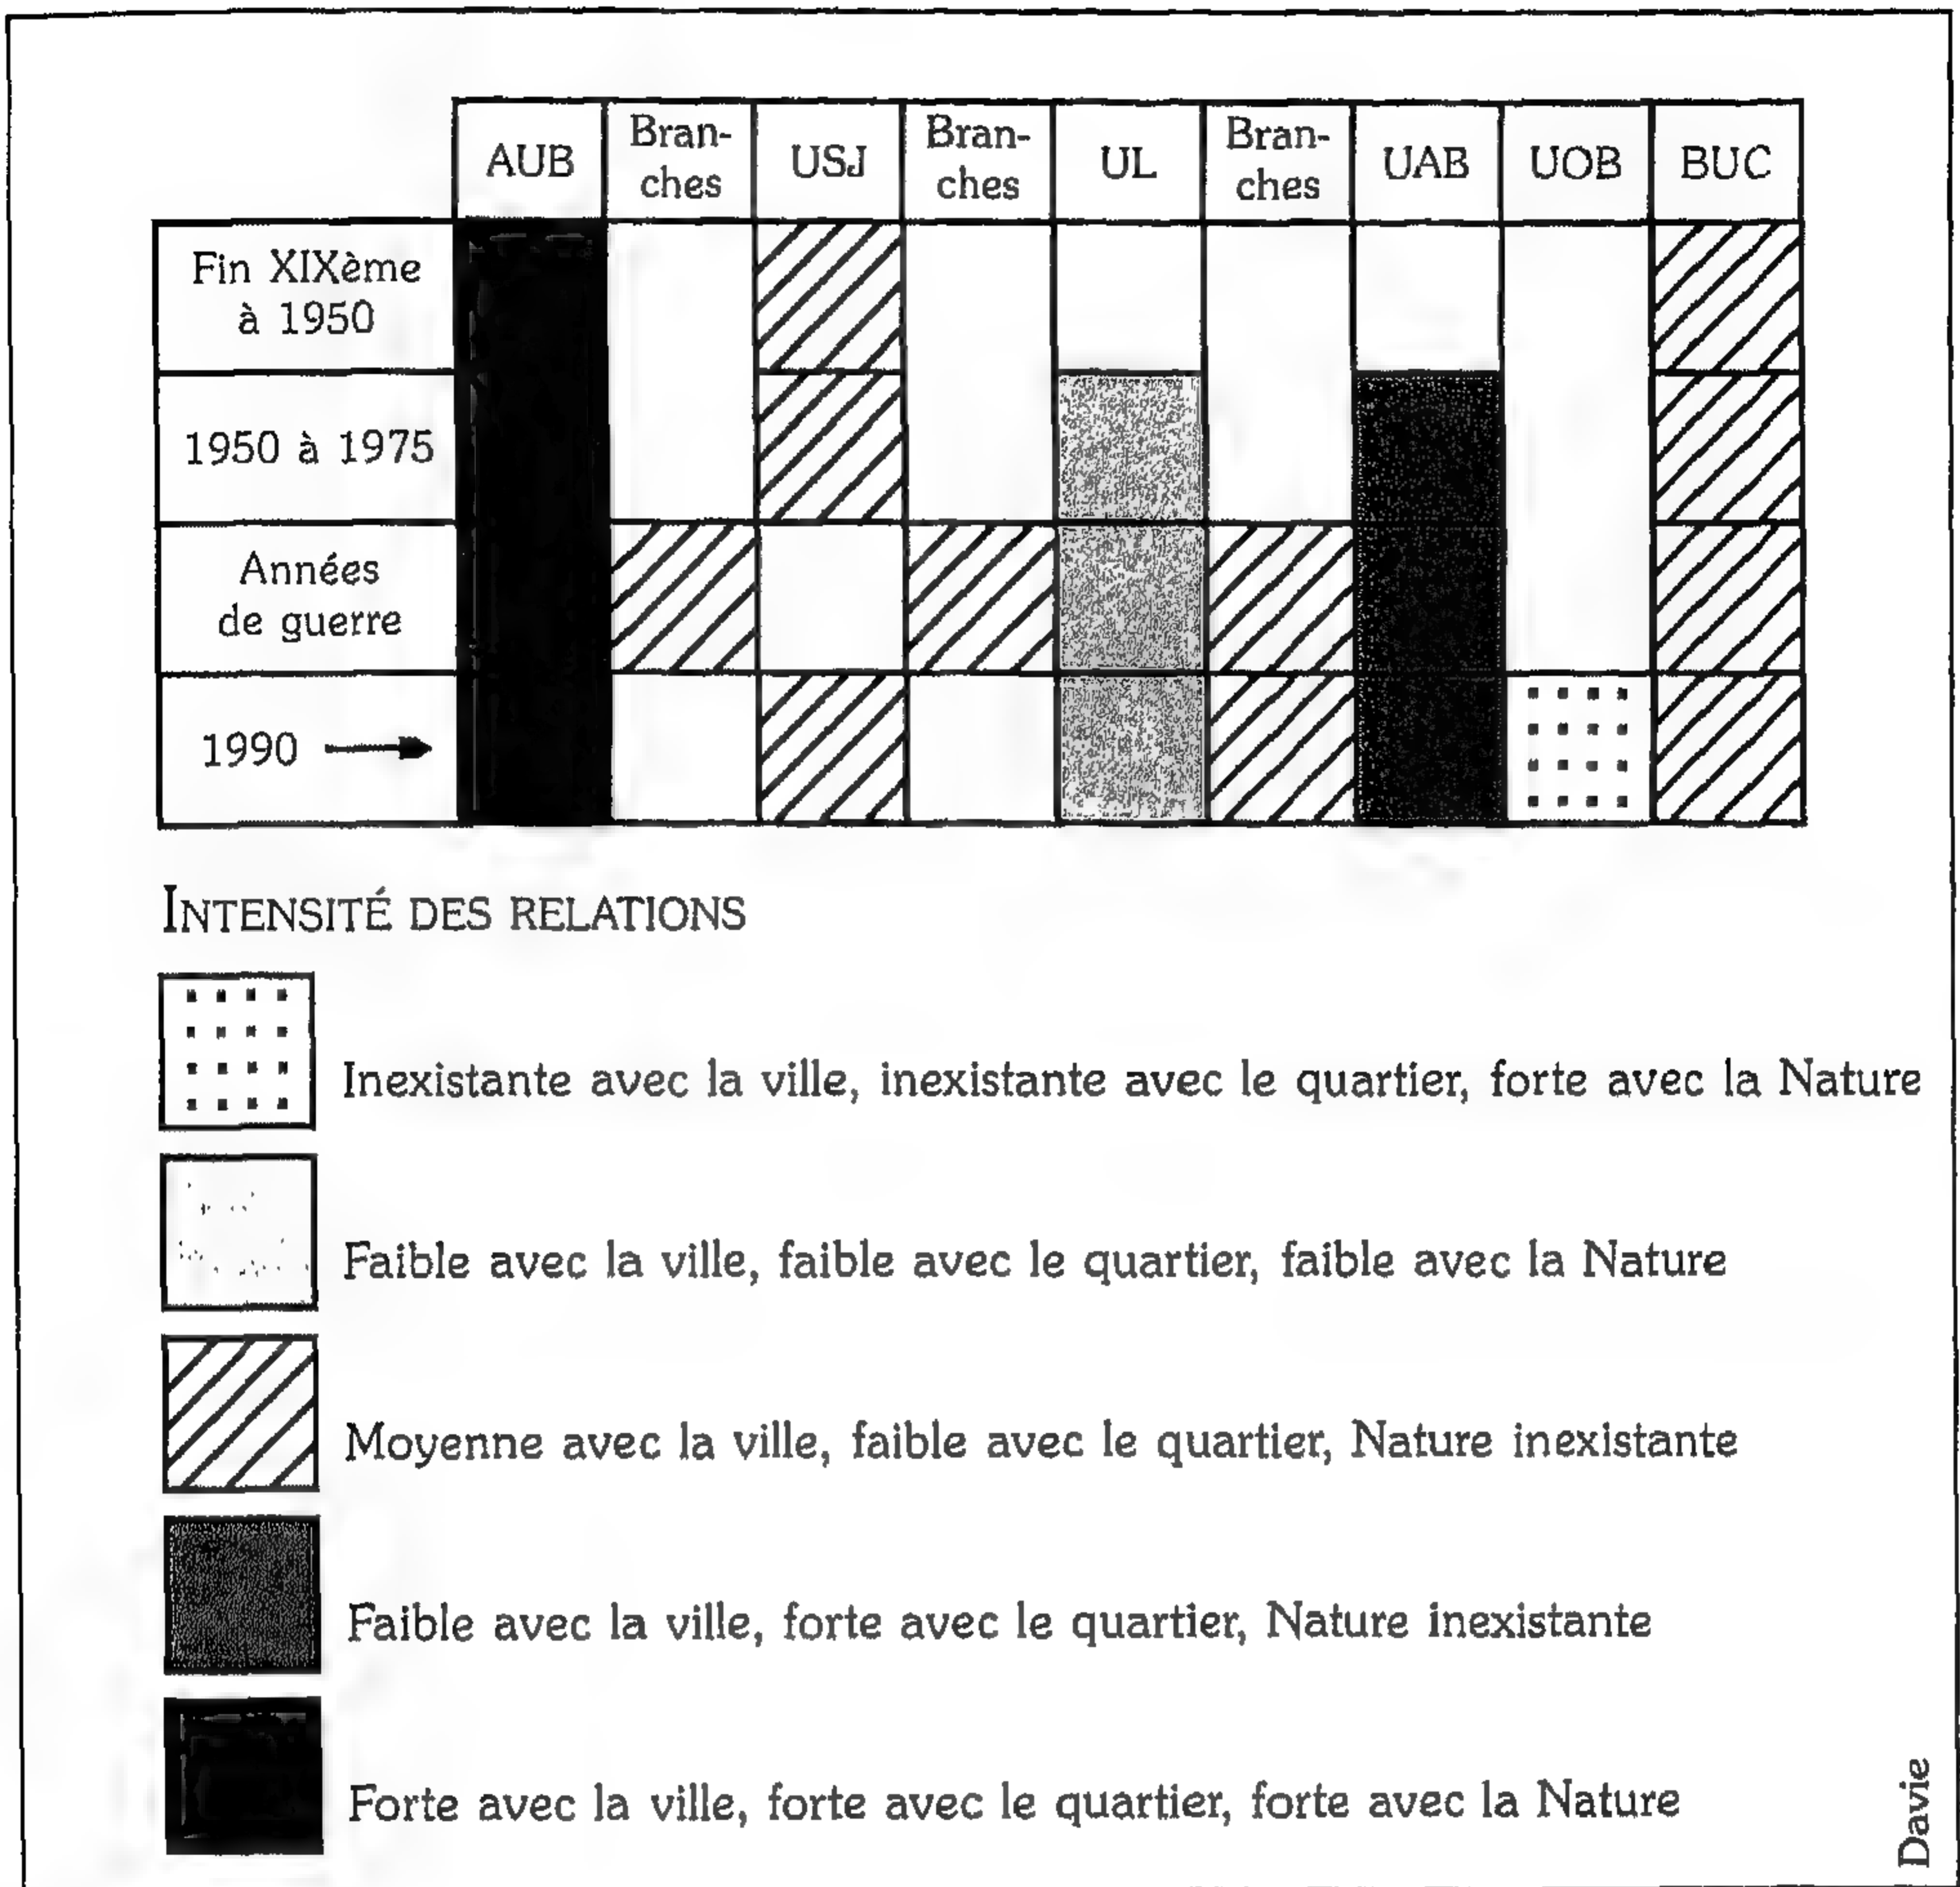 AUB Bran-ches USJ Bran-ches UL Bran-ches UAB UOB BUC
Fin XIXème
à 1950
1950 à 1975
Années
de guerre
1990
INTENSITÉ DES RELATIONS
Inexistante avec la ville, inexistante avec le quartier, forte avec la Nature
Faible avec la ville, faible avec le quartier, faible avec la Nature
Moyenne avec la ville, faible avec le quartier, Nature inexistante
Faible avec la ville, forte avec le quartier, Nature inexistante
Forte avec la ville, forte avec le quartier, forte avec la Nature
Davie